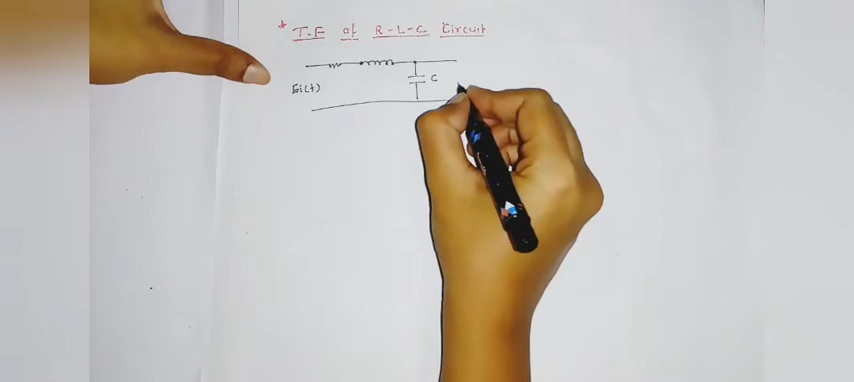 * T.F of R-L-C Circuit
C
Ei(t)